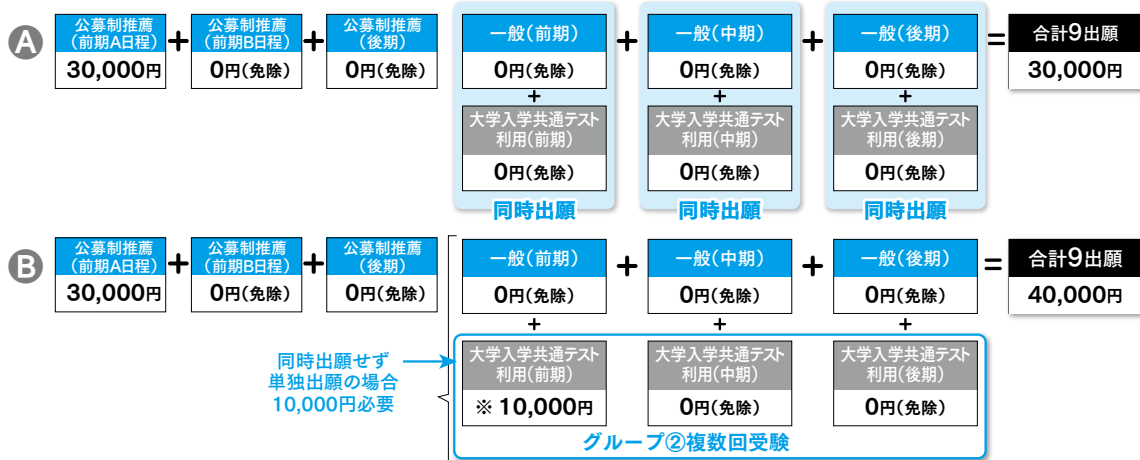 A
公募制推薦
(前期A日程)
30,000円
+
公募制推薦
(前期B日程)
0円(免除)
+
公募制推薦
(後期)
0円(免除)
一般(前期)
0円(免除)
+
大学入学共通テスト
利用(前期)
0円(免除)
同時出願
+
一般(中期)
0円(免除)
+
大学入学共通テスト
利用(中期)
0円(免除)
同時出願
+
一般(後期)
0円(免除)
+
大学入学共通テスト
利用(後期)
0円(免除)
同時出願
=
合計9出願
30,000円
B
公募制推薦
(前期A日程)
30,000円
+
公募制推薦
(前期B日程)
0円(免除)
+
公募制推薦
(後期)
0円(免除)
一般(前期)
0円(免除)
+
一般(中期)
0円(免除)
+
一般(後期)
0円(免除)
=
合計9出願
40,000円
同時出願せず
単独出願の場合
10,000円必要
+
大学入学共通テスト
利用(前期)
※ 10,000円
+
大学入学共通テスト
利用(中期)
0円(免除)
+
大学入学共通テスト
利用(後期)
0円(免除)
グループ②複数回受験